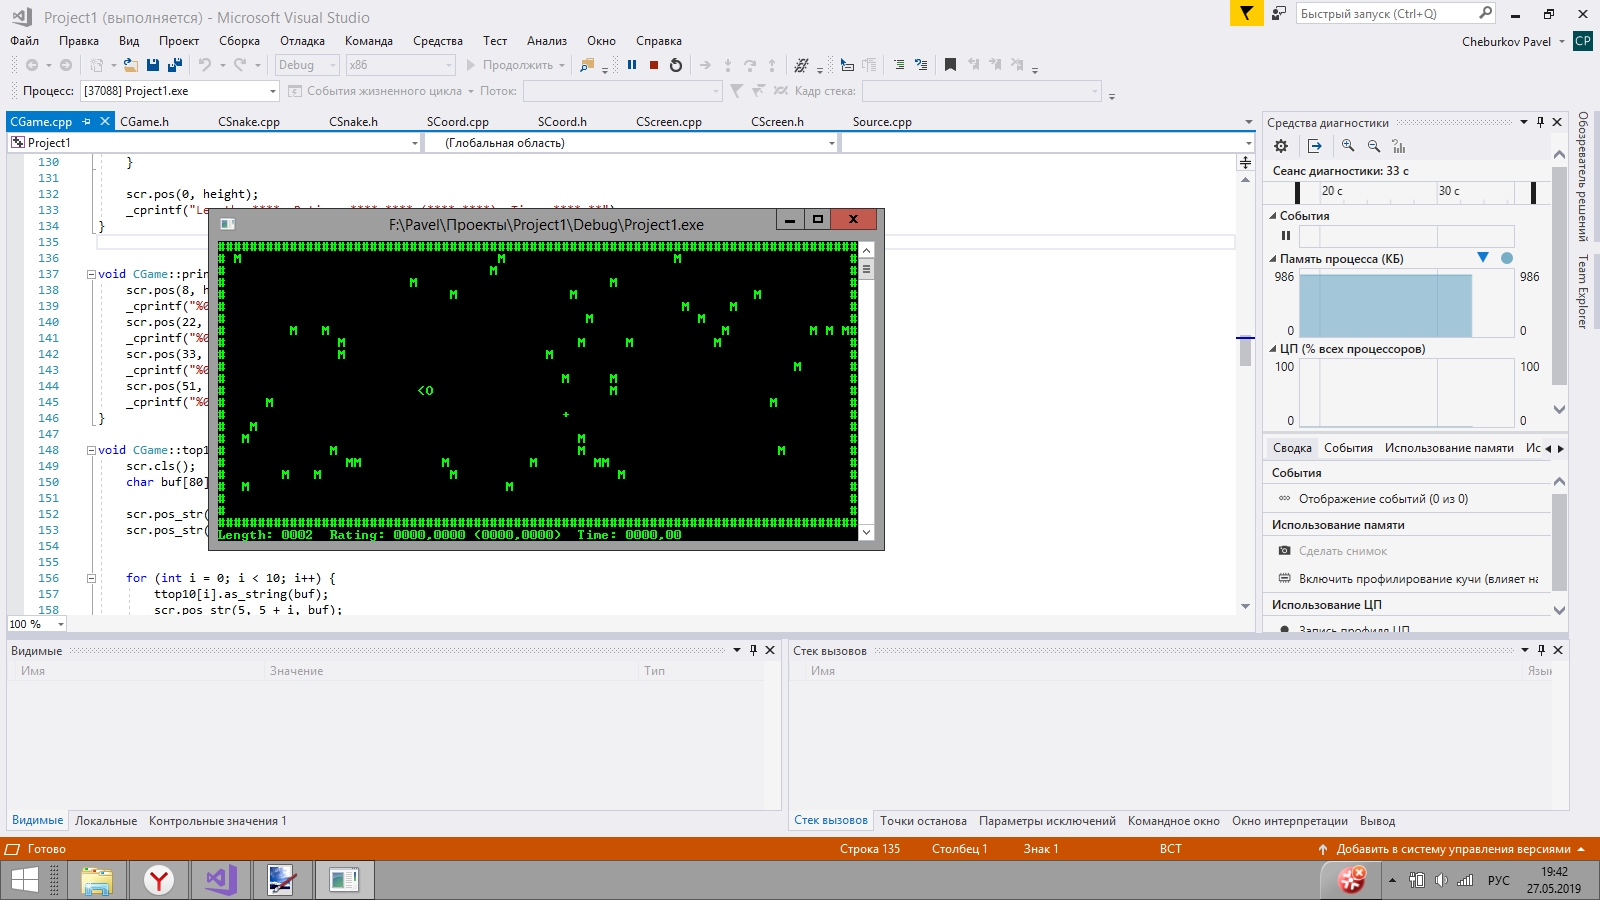 Project1 (выполняется) - Microsoft Visual Studio
Быстрый запуск (Ctrl+Q)
Файл Правка Вид Проект Сборка Отладка Команда Средства Тест Анализ Окно Справка
Cheburkov Pavel CP
Debug x86 Продолжить
Процесс: [37088] Project1.exe События жизненного цикла Поток: Кадр стека:
CGame.cpp CGame.h CSnake.cpp CSnake.h SCoord.cpp SCoord.h CScreen.cpp CScreen.h Source.cpp
Project1 (Глобальная область)
130 }
131
132 scr.pos(0, height);
133
134 }
135
136
137 void CGame::prin
138 scr.pos(8, h
139 _cprintf("%0
140 scr.pos(22,
141 _cprintf("%0
142 scr.pos(33,
143 _cprintf("%0
144 scr.pos(51,
145 _cprintf("%0
146 }
147
148 void CGame::top1
149 scr.cls();
150 char buf[80]
151
152 scr.pos_str(
153 scr.pos_str(
154
155
156 for (int i = 0; i < 10; i++) {
157 ttop10[i].as_string(buf);
158 scr.pos_str(5, 5 + i, buf);
100 %
F:\Pavel\Проекты\Project1\Debug\Project1.exe
Length: 0002 Rating: 0000,0000 (0000,0000) Time: 0000,00
Средства диагностики
Сеанс диагностики: 33 с
20 с 30 с
События
Память процесса (КБ)
986 986
0 0
ЦП (% всех процессоров)
100 100
0 0
Сводка События Использование памяти Ис
События
Отображение событий (0 из 0)
Использование памяти
Сделать снимок
Включить профилирование кучи (влияет на
Использование ЦП
Запись профиля ЦП
Обозреватель решений
Team Explorer
Видимые
Имя Значение Тип
Видимые Локальные Контрольные значения 1
Стек вызовов
Имя Язык
Стек вызовов Точки останова Параметры исключений Командное окно Окно интерпретации Вывод
Готово Строка 135 Столбец 1 Знак 1 ВСТ Добавить в систему управления версиями
РУС
19:42
27.05.2019